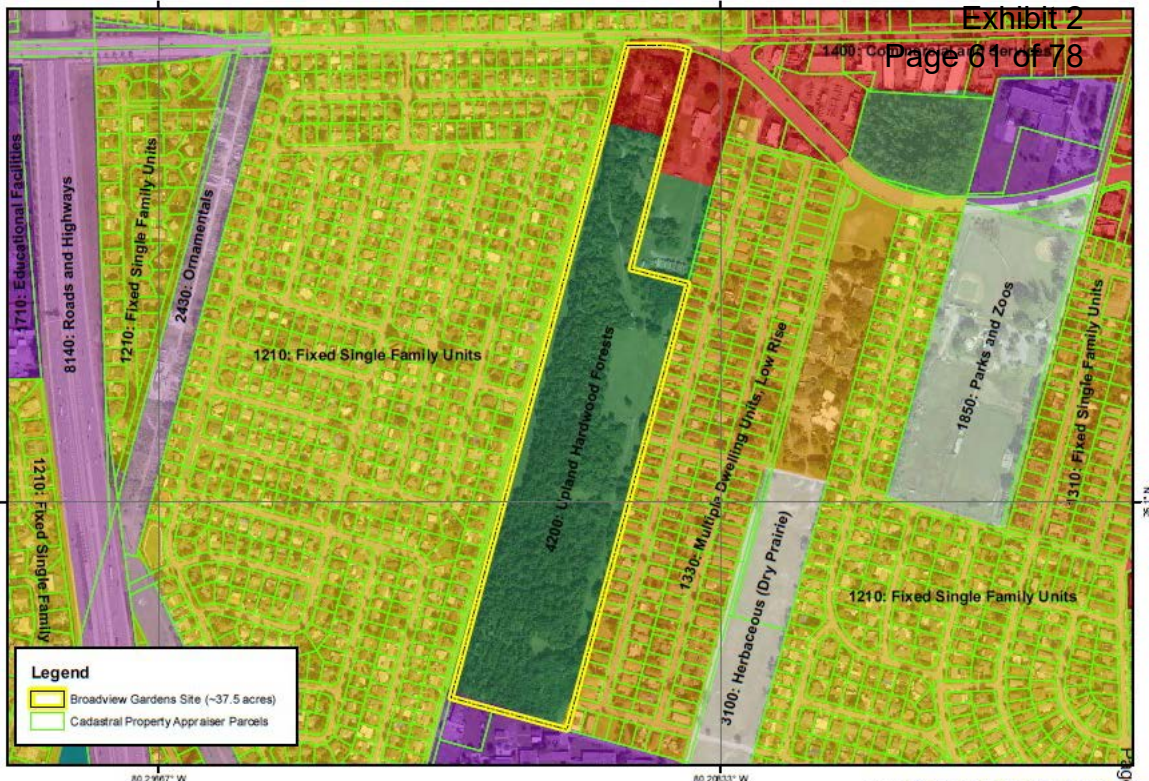 Exhibit 2
1400: Commercial and Services
Page 61 of 78
1710: Educational Facilities
8140: Roads and Highways
1210: Fixed Single Family Units
2430: Ornamentals
1210: Fixed Single Family Units
4200: Upland Hardwood Forests
1330: Multiple Dwelling Units, Low Rise
1850: Parks and Zoos
1310: Fixed Single Family Units
1210: Fixed Single Family
3100: Herbaceous (Dry Prairie)
1210: Fixed Single Family Units
Legend
Broadview Gardens Site (~37.5 acres)
Cadastral Property Appraiser Parcels
80.20833° W